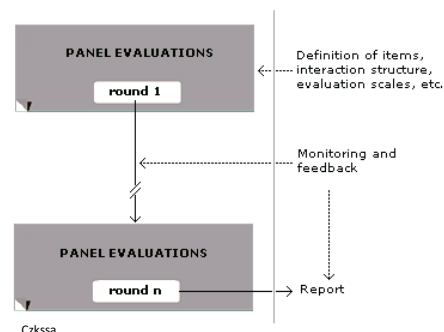 PANEL EVALUATIONS
round 1
Definition of items,
interaction structure,
evaluation scales, etc.
Monitoring and
feedback
PANEL EVALUATIONS
round n
Report
Czkssa